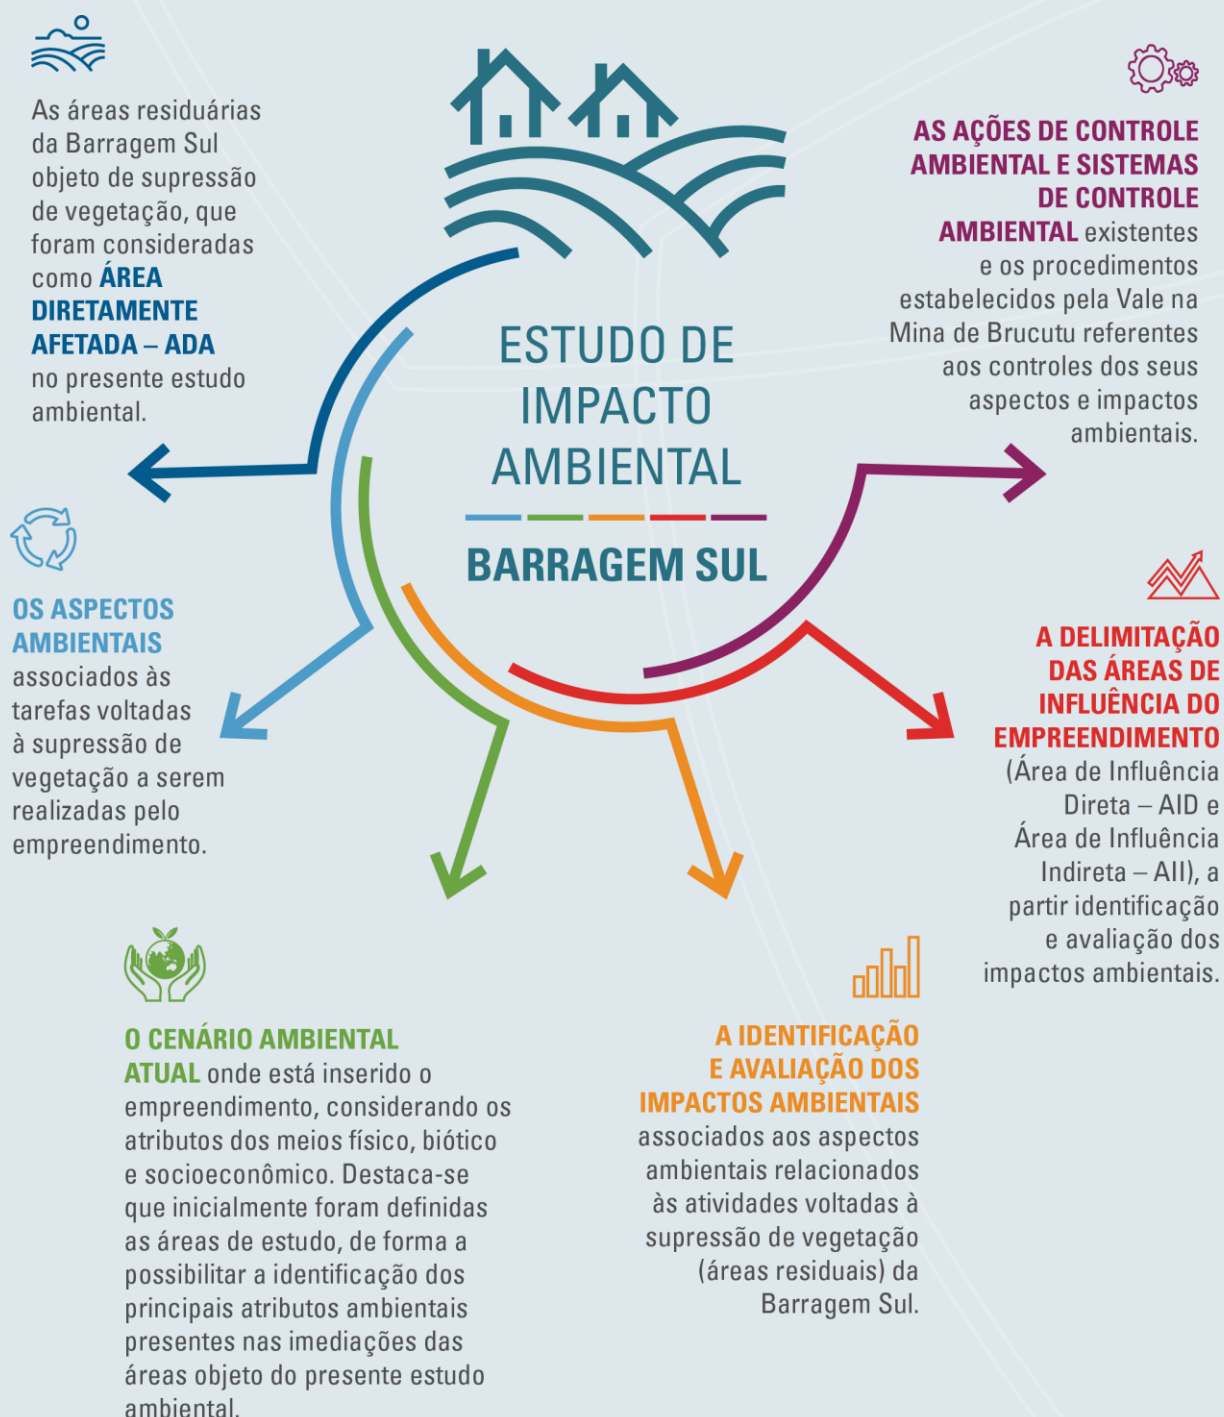 ESTUDO DE
IMPACTO
AMBIENTAL
BARRAGEM SUL
As áreas residuárias
da Barragem Sul
objeto de supressão
de vegetação, que
foram consideradas
como ÁREA
DIRETAMENTE
AFETADA – ADA
no presente estudo
ambiental.
OS ASPECTOS
AMBIENTAIS
associados às
tarefas voltadas
à supressão de
vegetação a serem
realizadas pelo
empreendimento.
O CENÁRIO AMBIENTAL
ATUAL onde está inserido o
empreendimento, considerando os
atributos dos meios físico, biótico
e socioeconômico. Destaca-se
que inicialmente foram definidas
as áreas de estudo, de forma a
possibilitar a identificação dos
principais atributos ambientais
presentes nas imediações das
áreas objeto do presente estudo
ambiental.
A IDENTIFICAÇÃO
E AVALIAÇÃO DOS
IMPACTOS AMBIENTAIS
associados aos aspectos
ambientais relacionados
às atividades voltadas à
supressão de vegetação
(áreas residuais) da
Barragem Sul.
A DELIMITAÇÃO
DAS ÁREAS DE
INFLUÊNCIA DO
EMPREENDIMENTO
(Área de Influência
Direta – AID e
Área de Influência
Indireta – AII), a
partir identificação
e avaliação dos
impactos ambientais.
AS AÇÕES DE CONTROLE
AMBIENTAL E SISTEMAS
DE CONTROLE
AMBIENTAL existentes
e os procedimentos
estabelecidos pela Vale na
Mina de Brucutu referentes
aos controles dos seus
aspectos e impactos
ambientais.